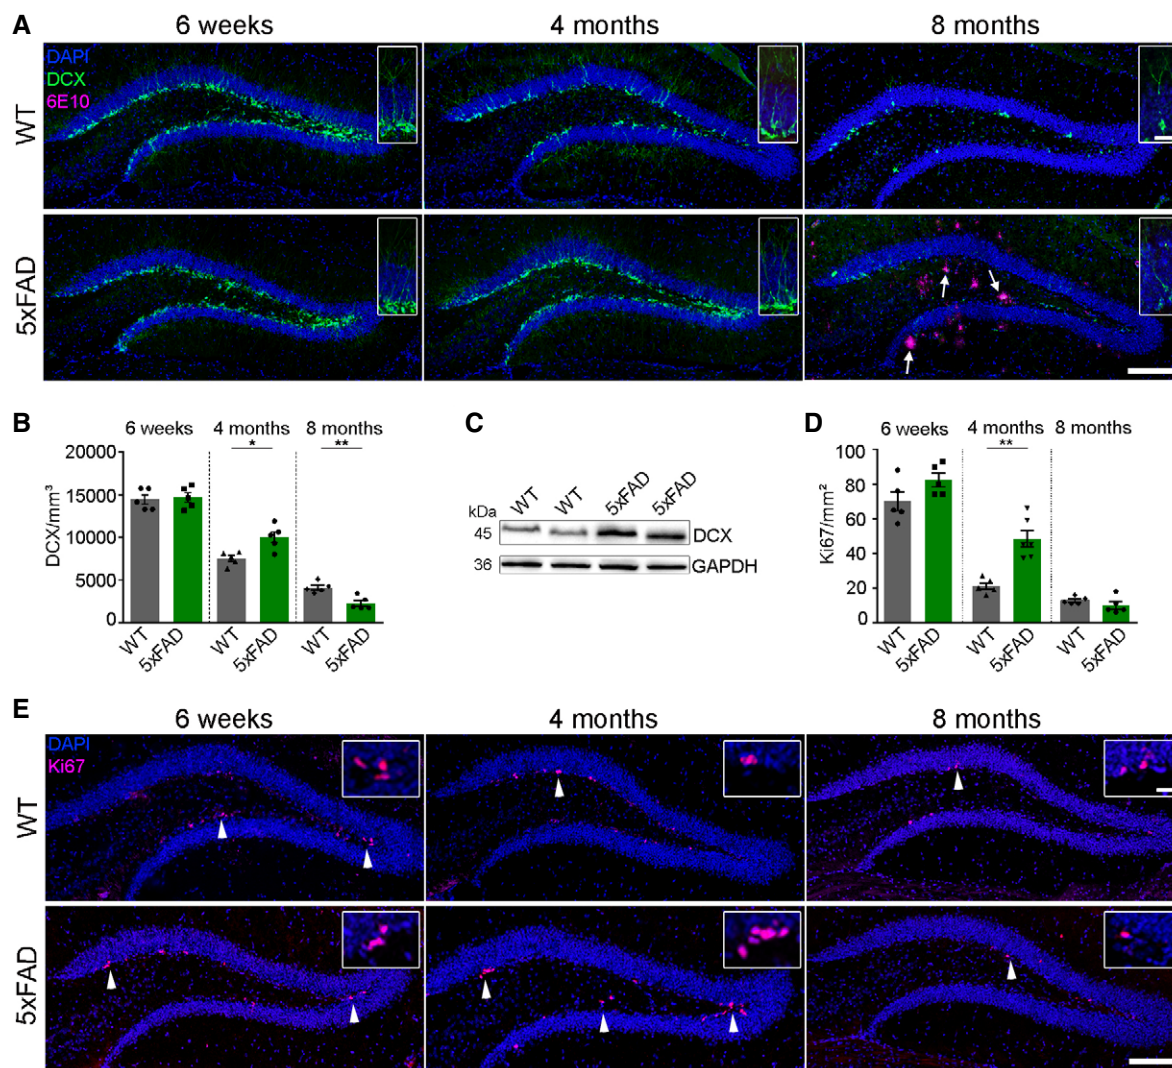 A
6 weeks
4 months
8 months
DAPI
DCX
6E10
WT
5xFAD
B
6 weeks
4 months
8 months
*
**
20000
15000
10000
5000
0
DCX/mm³
WT
5xFAD
WT
5xFAD
WT
5xFAD
C
WT
WT
5xFAD
5xFAD
kDa
45
DCX
36
GAPDH
D
6 weeks
4 months
8 months
**
100
80
60
40
20
0
Ki67/mm²
WT
5xFAD
WT
5xFAD
WT
5xFAD
E
6 weeks
4 months
8 months
DAPI
Ki67
WT
5xFAD